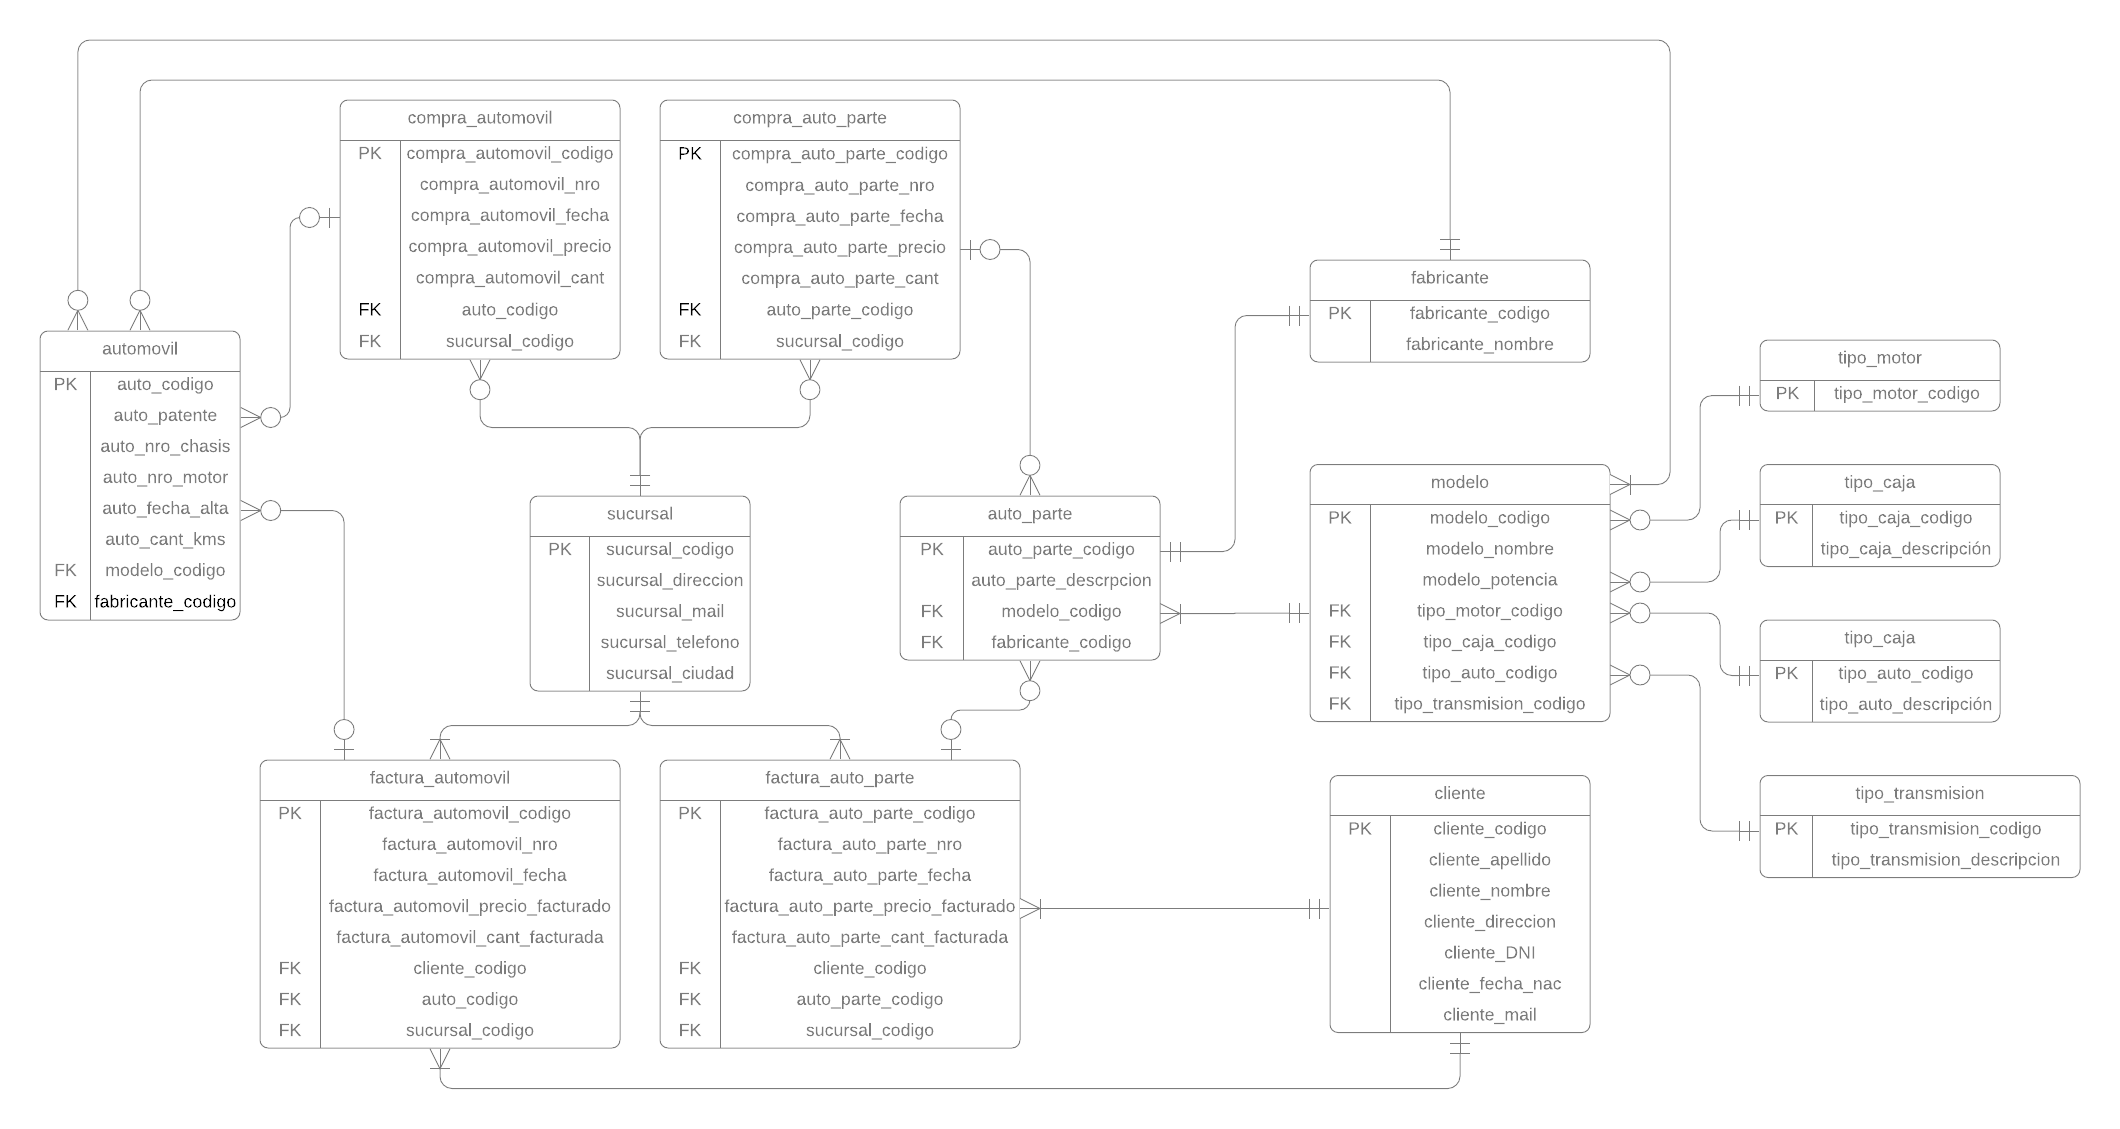 compra_automovil
PK compra_automovil_codigo
compra_automovil_nro
compra_automovil_fecha
compra_automovil_precio
compra_automovil_cant
FK auto_codigo
FK sucursal_codigo
compra_auto_parte
PK compra_auto_parte_codigo
compra_auto_parte_nro
compra_auto_parte_fecha
compra_auto_parte_precio
compra_auto_parte_cant
FK auto_parte_codigo
FK sucursal_codigo
fabricante
PK fabricante_codigo
fabricante_nombre
automovil
PK auto_codigo
auto_patente
auto_nro_chasis
auto_nro_motor
auto_fecha_alta
auto_cant_kms
FK modelo_codigo
FK fabricante_codigo
tipo_motor
PK tipo_motor_codigo
sucursal
PK sucursal_codigo
sucursal_direccion
sucursal_mail
sucursal_telefono
sucursal_ciudad
auto_parte
PK auto_parte_codigo
auto_parte_descrpcion
FK modelo_codigo
FK fabricante_codigo
modelo
PK modelo_codigo
modelo_nombre
modelo_potencia
FK tipo_motor_codigo
FK tipo_caja_codigo
FK tipo_auto_codigo
FK tipo_transmision_codigo
tipo_caja
PK tipo_caja_codigo
tipo_caja_descripción
tipo_caja
PK tipo_auto_codigo
tipo_auto_descripción
factura_automovil
PK factura_automovil_codigo
factura_automovil_nro
factura_automovil_fecha
factura_automovil_precio_facturado
factura_automovil_cant_facturada
FK cliente_codigo
FK auto_codigo
FK sucursal_codigo
factura_auto_parte
PK factura_auto_parte_codigo
factura_auto_parte_nro
factura_auto_parte_fecha
factura_auto_parte_precio_facturado
factura_auto_parte_cant_facturada
FK cliente_codigo
FK auto_parte_codigo
FK sucursal_codigo
cliente
PK cliente_codigo
cliente_apellido
cliente_nombre
cliente_direccion
cliente_DNI
cliente_fecha_nac
cliente_mail
tipo_transmision
PK tipo_transmision_codigo
tipo_transmision_descripcion